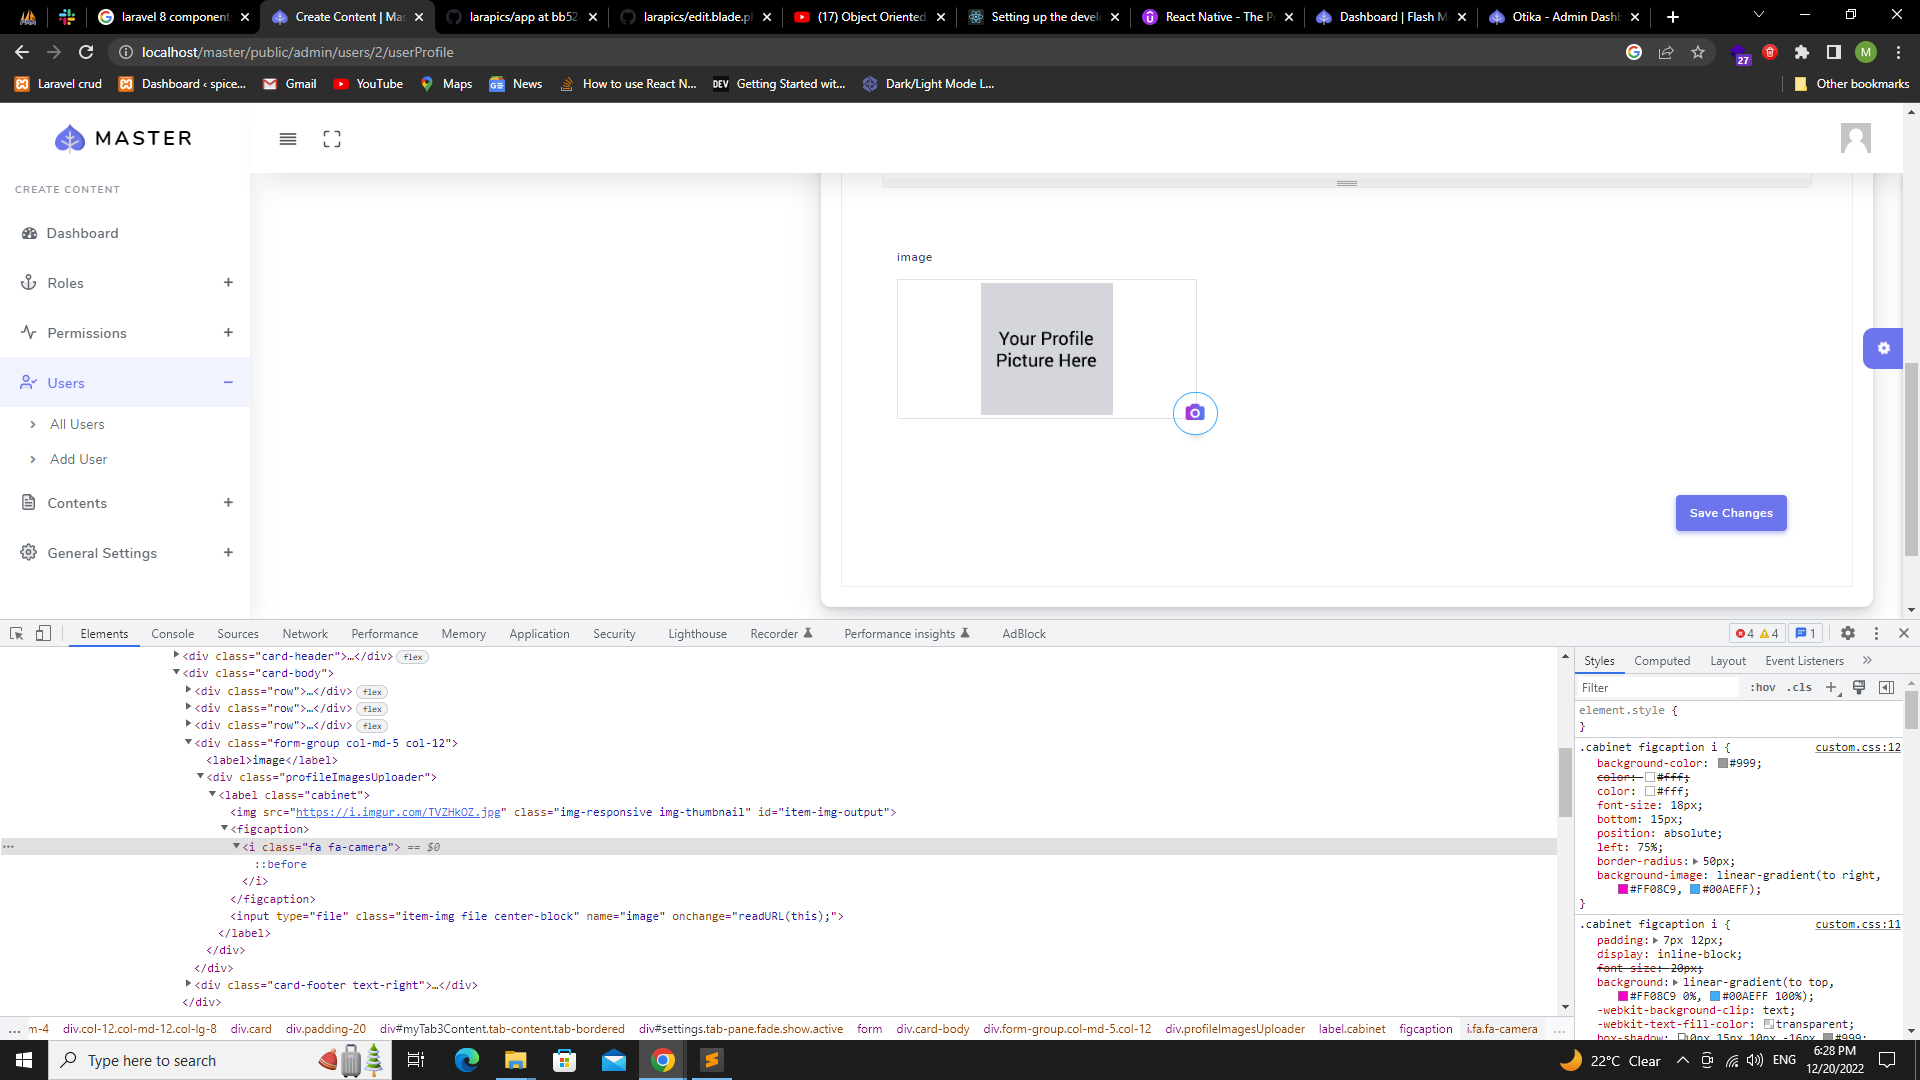 laravel 8 component
Create Content | Ma
larapics/app at bb52
larapics/edit.blade.p
(17) Object Oriented
Setting up the devel
React Native - The P
Dashboard | Flash M
Otika - Admin Dash
localhost/master/public/admin/users/2/userProfile
M
27
Laravel crud
Dashboard ‹ spice...
Gmail
YouTube
Maps
News
How to use React N...
DEV Getting Started wit...
Dark/Light Mode L...
Other bookmarks
MASTER
CREATE CONTENT
Dashboard
Roles +
Permissions +
Users −
All Users
Add User
Contents +
General Settings +
image
Your Profile
Picture Here
Save Changes
Elements Console Sources Network Performance Memory Application Security Lighthouse Recorder Performance insights AdBlock
4 4 1
<div class="card-header">…</div> flex
<div class="card-body">
<div class="row">…</div> flex
<div class="row">…</div> flex
<div class="row">…</div> flex
<div class="form-group col-md-5 col-12">
<label>image</label>
<div class="profileImagesUploader">
<label class="cabinet">
<img src="https://i.imgur.com/TVZHkOZ.jpg" class="img-responsive img-thumbnail" id="item-img-output">
<figcaption>
… <i class="fa fa-camera"> == $0
::before
</i>
</figcaption>
<input type="file" class="item-img file center-block" name="image" onchange="readURL(this);">
</label>
</div>
</div>
<div class="card-footer text-right">…</div>
</div>
… m-4 div.col-12.col-md-12.col-lg-8 div.card div.padding-20 div#myTab3Content.tab-content.tab-bordered div#settings.tab-pane.fade.show.active form div.card-body div.form-group.col-md-5.col-12 div.profileImagesUploader label.cabinet figcaption i.fa.fa-camera …
Styles Computed Layout Event Listeners »
Filter :hov .cls +
element.style {
}
.cabinet figcaption i { custom.css:12
background-color: #999;
color: #fff;
color: #fff;
font-size: 18px;
bottom: 15px;
position: absolute;
left: 75%;
border-radius: 50px;
background-image: linear-gradient(to right,
#FF08C9, #00AEFF);
}
.cabinet figcaption i { custom.css:11
padding: 7px 12px;
display: inline-block;
font-size: 20px;
background: linear-gradient(to top,
#FF08C9 0%, #00AEFF 100%);
-webkit-background-clip: text;
-webkit-text-fill-color: transparent;
box-shadow: 0px 15px 10px -16px #999;
Type here to search
22°C Clear
ENG
6:28 PM
12/20/2022